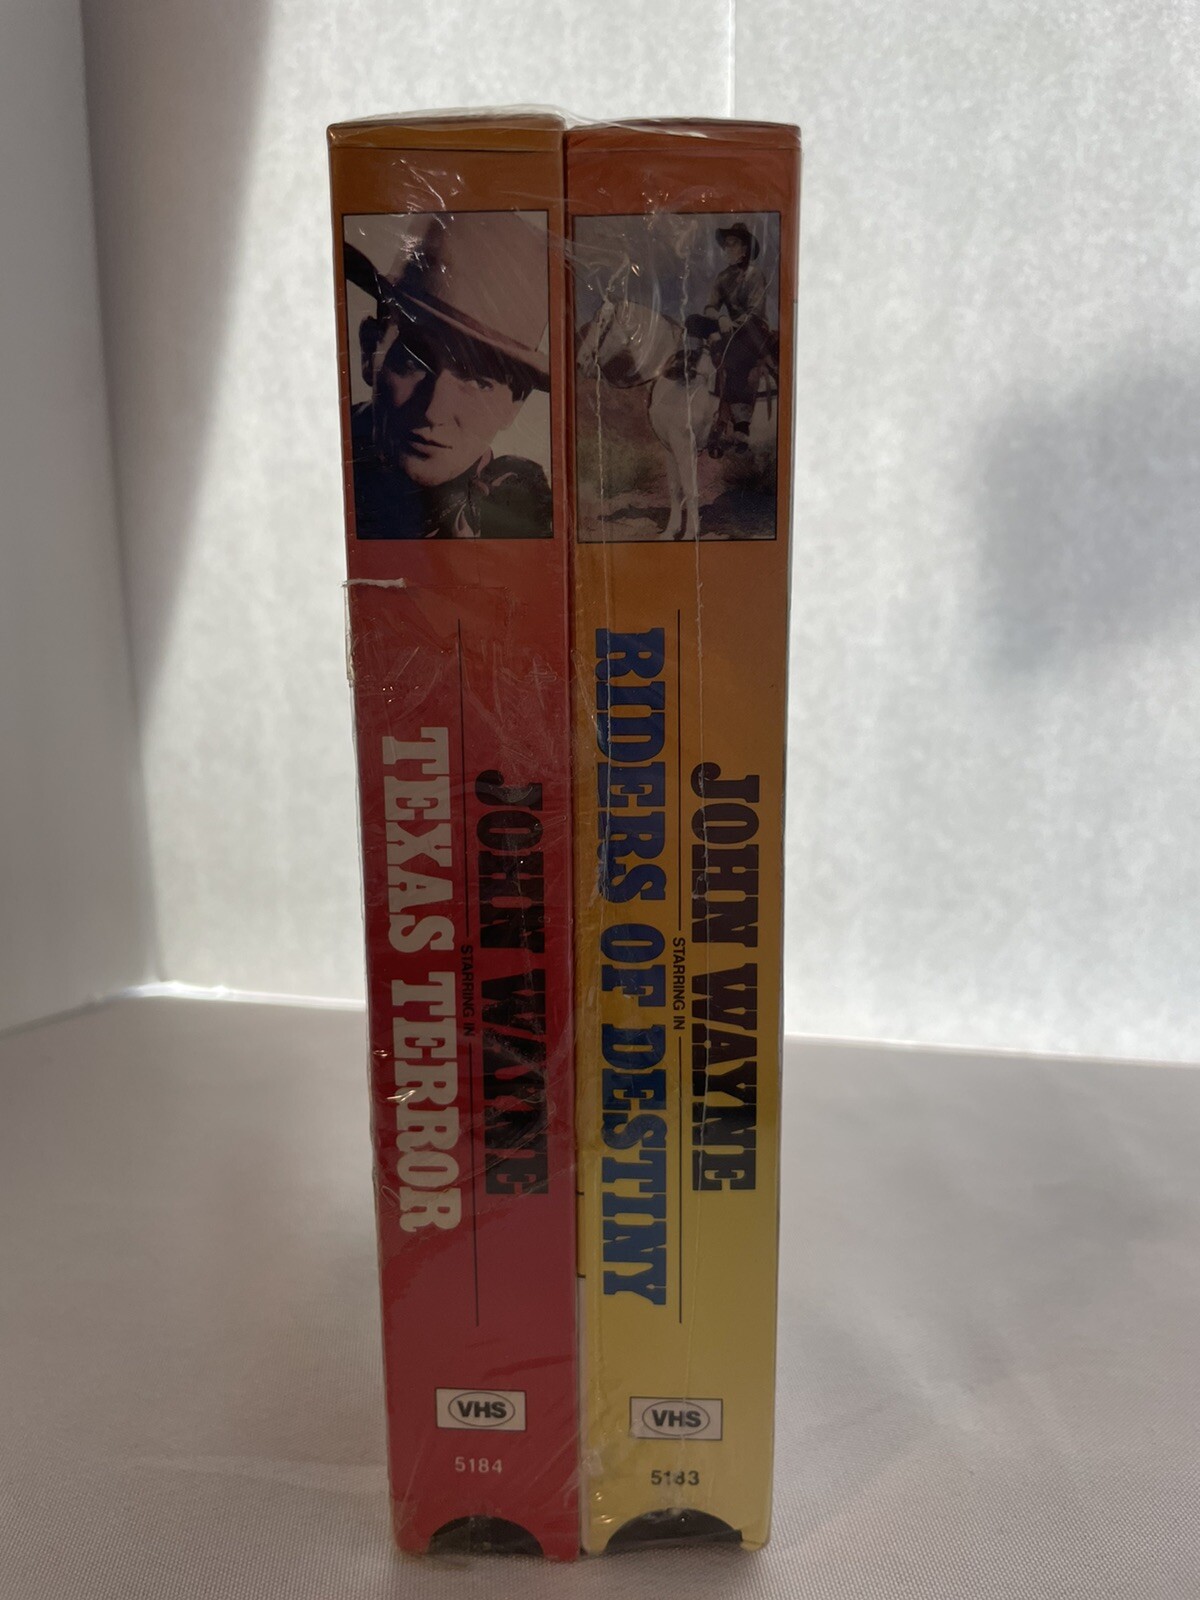 JOHN WAYNE
STARRING IN
TEXAS TERROR
VHS
5184
JOHN WAYNE
STARRING IN
RIDERS OF DESTINY
VHS
5183